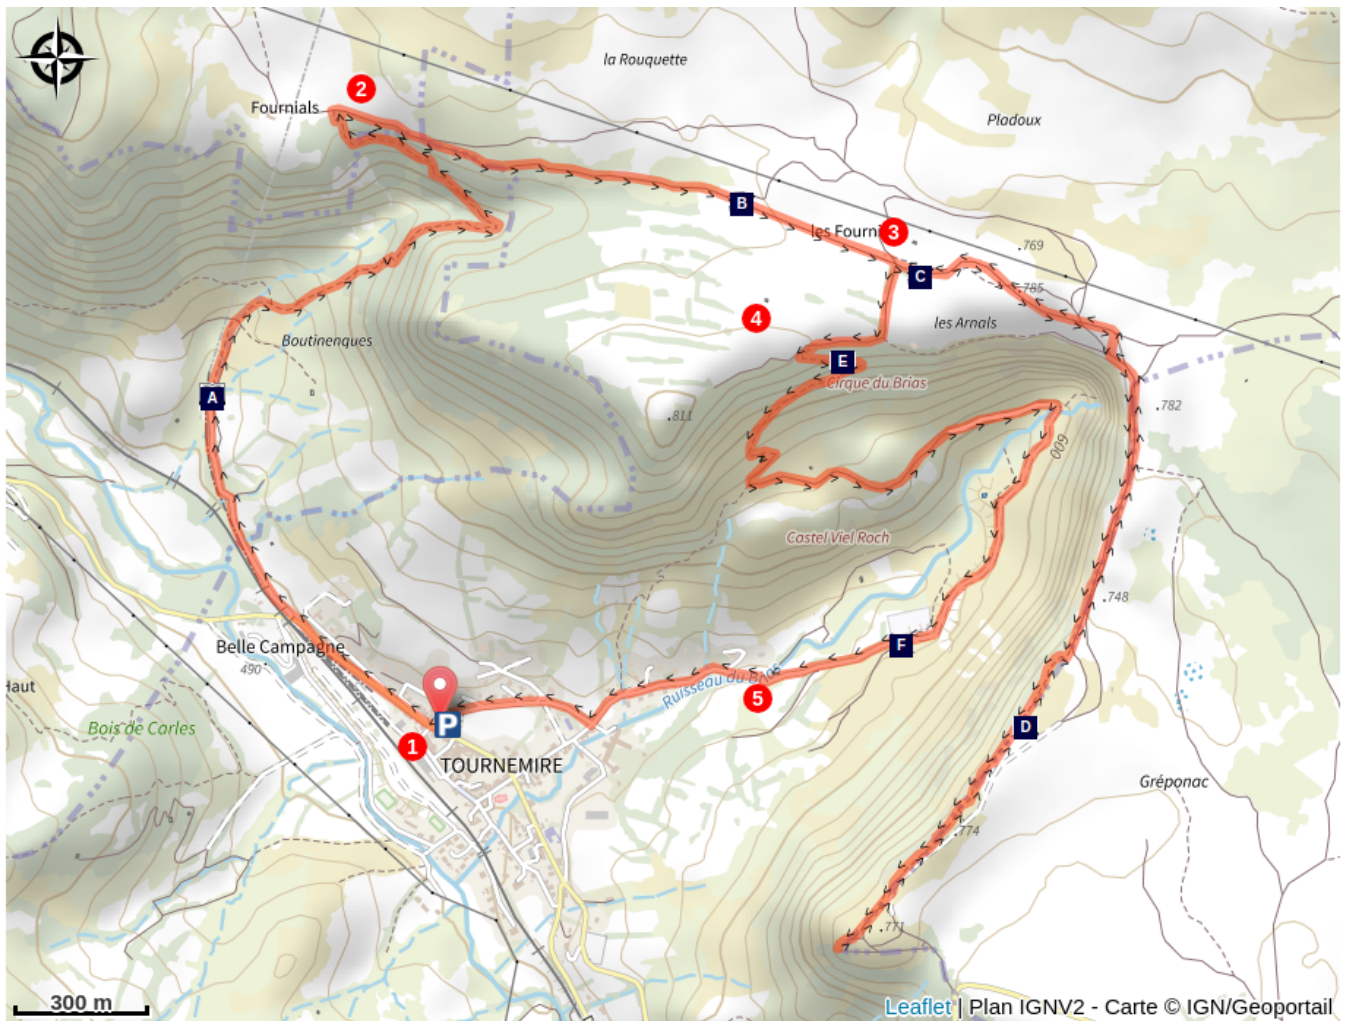 la Rouquette
2
Fournials
Pladoux
B
les Fourni
3
769
C
785
4
les Arnals
Boutinenques
E
Cirque du Brias
A
782
811
600
Castel Viel Roch
748
Belle Campagne
F
490
Haut
Ruisseau du Brias
5
Bois de Carles
P
D
1
TOURNEMIRE
Gréponac
774
771
300 m
Leaflet | Plan IGNV2 - Carte © IGN/Geoportail